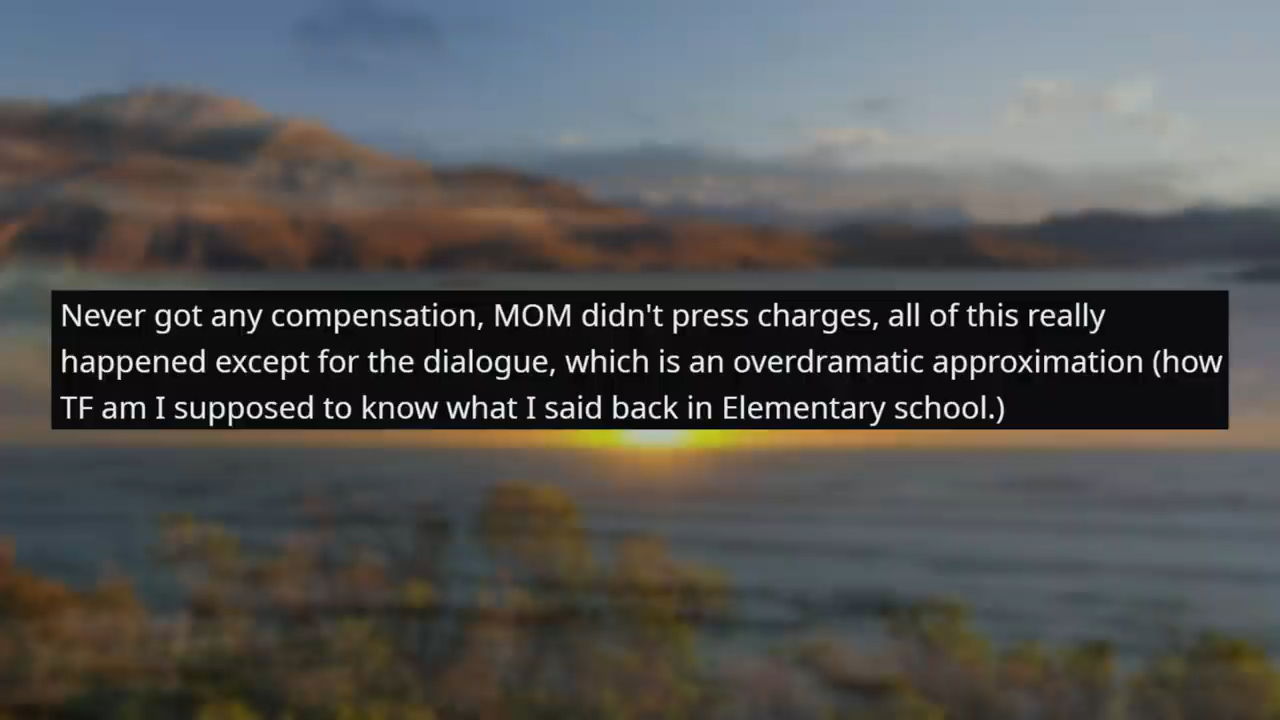 Never got any compensation, MOM didn't press charges, all of this really
happened except for the dialogue, which is an overdramatic approximation (how
TF am I supposed to know what I said back in Elementary school.)